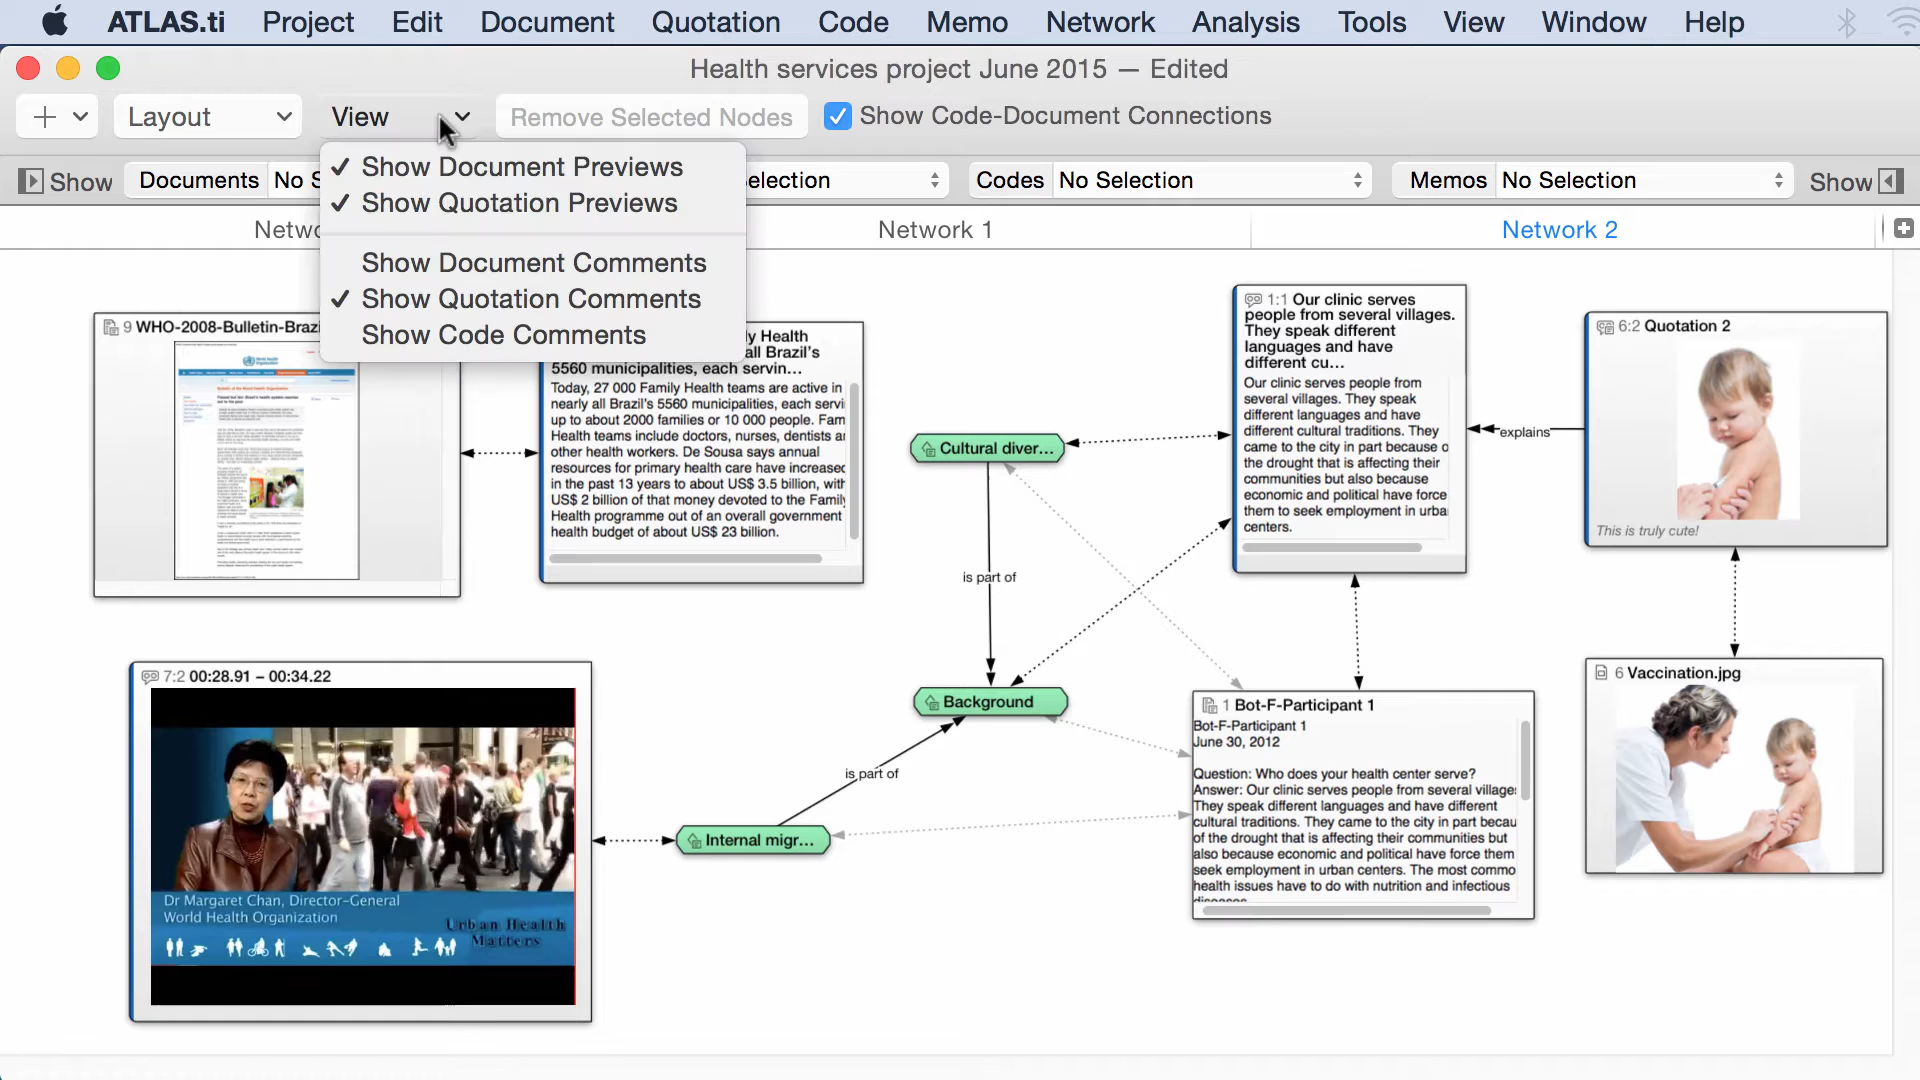 ATLAS.ti Project Edit Document Quotation Code Memo Network Analysis Tools View Window Help
Health services project June 2015 — Edited
Layout View Remove Selected Nodes Show Code-Document Connections
Show Documents No S election Codes No Selection Memos No Selection Show
Show Document Previews
Show Quotation Previews
Show Document Comments
Show Quotation Comments
Show Code Comments
Netwo Network 1 Network 2
9 WHO-2008-Bulletin-Brazi
ly Health
all Brazil's
5560 municipalities, each servin...
Today, 27 000 Family Health teams are active in
nearly all Brazil's 5560 municipalities, each servi
up to about 2000 families or 10 000 people. Fam
Health teams include doctors, nurses, dentists a
other health workers. De Sousa says annual
resources for primary health care have increased
in the past 13 years to about US$ 3.5 billion, with
US$ 2 billion of that money devoted to the Family
Health programme out of an overall government
health budget of about US$ 23 billion.
1:1 Our clinic serves
people from several villages.
They speak different
languages and have
different cu...
Our clinic serves people from
several villages. They speak
different languages and have
different cultural traditions. They
came to the city in part because o
the drought that is affecting their
communities but also because
economic and political have force
them to seek employment in urba
centers.
explains
6:2 Quotation 2
This is truly cute!
Cultural diver...
is part of
Background
is part of
Internal migr...
7:2 00:28.91 – 00:34.22
Dr Margaret Chan, Director-General
World Health Organization
Urban Health
Matters
1 Bot-F-Participant 1
Bot-F-Participant 1
June 30, 2012
Question: Who does your health center serve?
Answer: Our clinic serves people from several villages
They speak different languages and have different
cultural traditions. They came to the city in part becau
of the drought that is affecting their communities but
also because economic and political have force them
seek employment in urban centers. The most commo
health issues have to do with nutrition and infectious
diseases
6 Vaccination.jpg